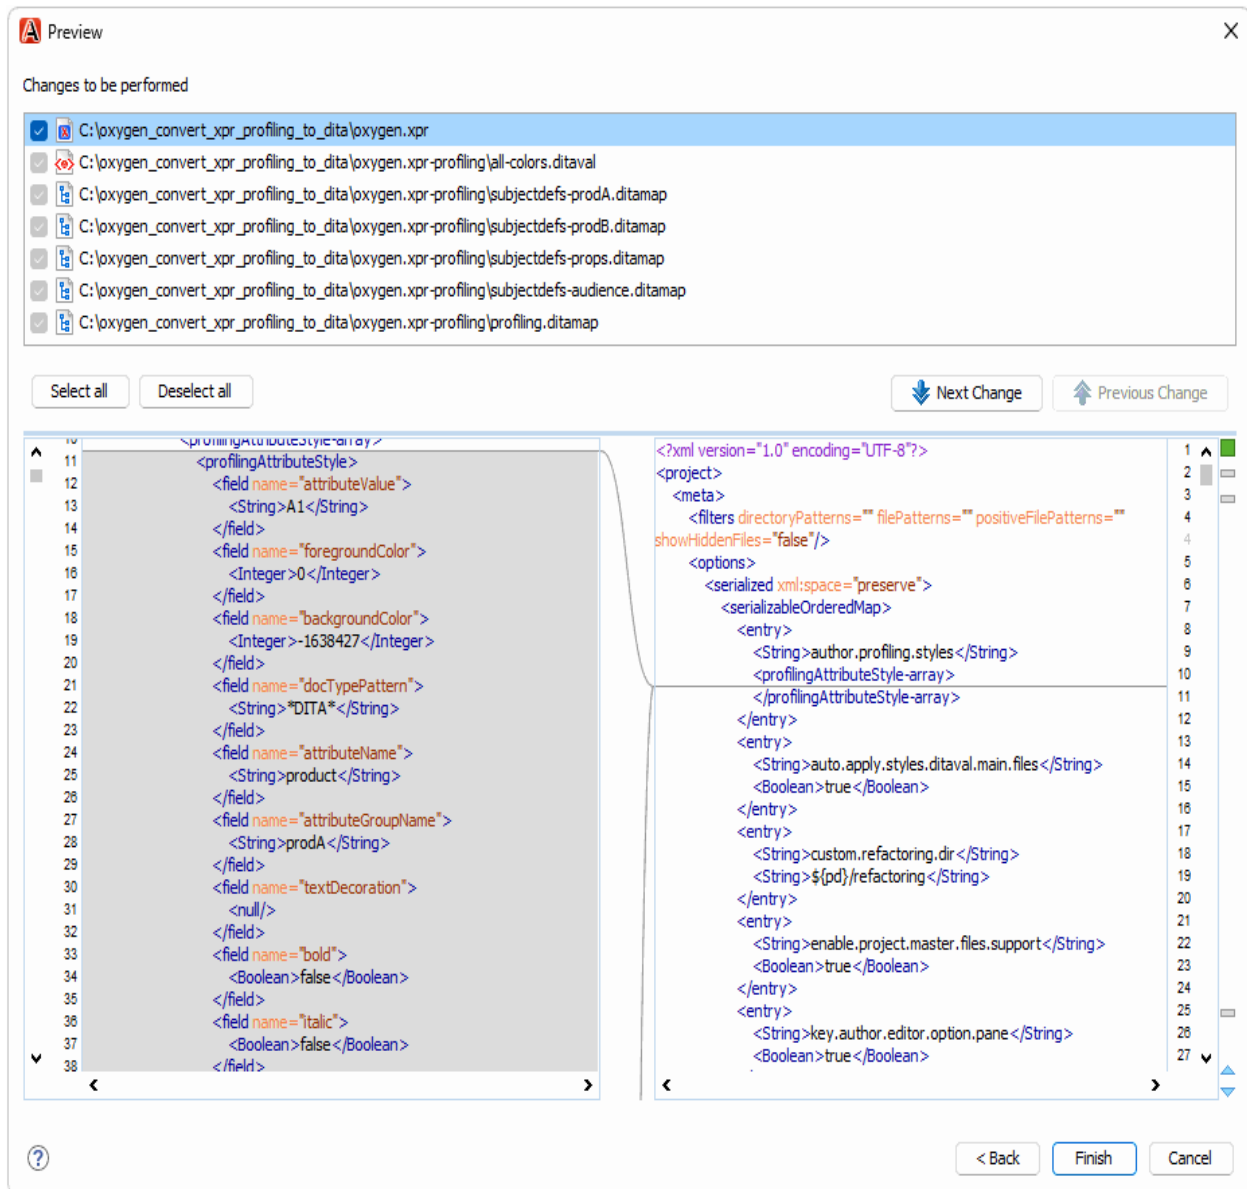 Preview
Changes to be performed
C:\oxygen_convert_xpr_profiling_to_dita\oxygen.xpr
C:\oxygen_convert_xpr_profiling_to_dita\oxygen.xpr-profiling\all-colors.ditaval
C:\oxygen_convert_xpr_profiling_to_dita\oxygen.xpr-profiling\subjectdefs-prodA.ditamap
C:\oxygen_convert_xpr_profiling_to_dita\oxygen.xpr-profiling\subjectdefs-prodB.ditamap
C:\oxygen_convert_xpr_profiling_to_dita\oxygen.xpr-profiling\subjectdefs-props.ditamap
C:\oxygen_convert_xpr_profiling_to_dita\oxygen.xpr-profiling\subjectdefs-audience.ditamap
C:\oxygen_convert_xpr_profiling_to_dita\oxygen.xpr-profiling\profiling.ditamap
Select all Deselect all Next Change Previous Change
10 <profilingAttributeStyle-array>
11 <profilingAttributeStyle>
12 <field name="attributeValue">
13 <String>A1</String>
14 </field>
15 <field name="foregroundColor">
16 <Integer>0</Integer>
17 </field>
18 <field name="backgroundColor">
19 <Integer>-1638427</Integer>
20 </field>
21 <field name="docTypePattern">
22 <String>*DITA*</String>
23 </field>
24 <field name="attributeName">
25 <String>product</String>
26 </field>
27 <field name="attributeGroupName">
28 <String>prodA</String>
29 </field>
30 <field name="textDecoration">
31 <null/>
32 </field>
33 <field name="bold">
34 <Boolean>false</Boolean>
35 </field>
36 <field name="italic">
37 <Boolean>false</Boolean>
38 </field>
<?xml version="1.0" encoding="UTF-8"?> 1
<project> 2
<meta> 3
<filters directoryPatterns="" filePatterns="" positiveFilePatterns="" 4
showHiddenFiles="false"/> 4
<options> 5
<serialized xml:space="preserve"> 6
<serializableOrderedMap> 7
<entry> 8
<String>author.profiling.styles</String> 9
<profilingAttributeStyle-array> 10
</profilingAttributeStyle-array> 11
</entry> 12
<entry> 13
<String>auto.apply.styles.ditaval.main.files</String> 14
<Boolean>true</Boolean> 15
</entry> 16
<entry> 17
<String>custom.refactoring.dir</String> 18
<String>${pd}/refactoring</String> 19
</entry> 20
<entry> 21
<String>enable.project.master.files.support</String> 22
<Boolean>true</Boolean> 23
</entry> 24
<entry> 25
<String>key.author.editor.option.pane</String> 26
<Boolean>true</Boolean> 27
? < Back Finish Cancel